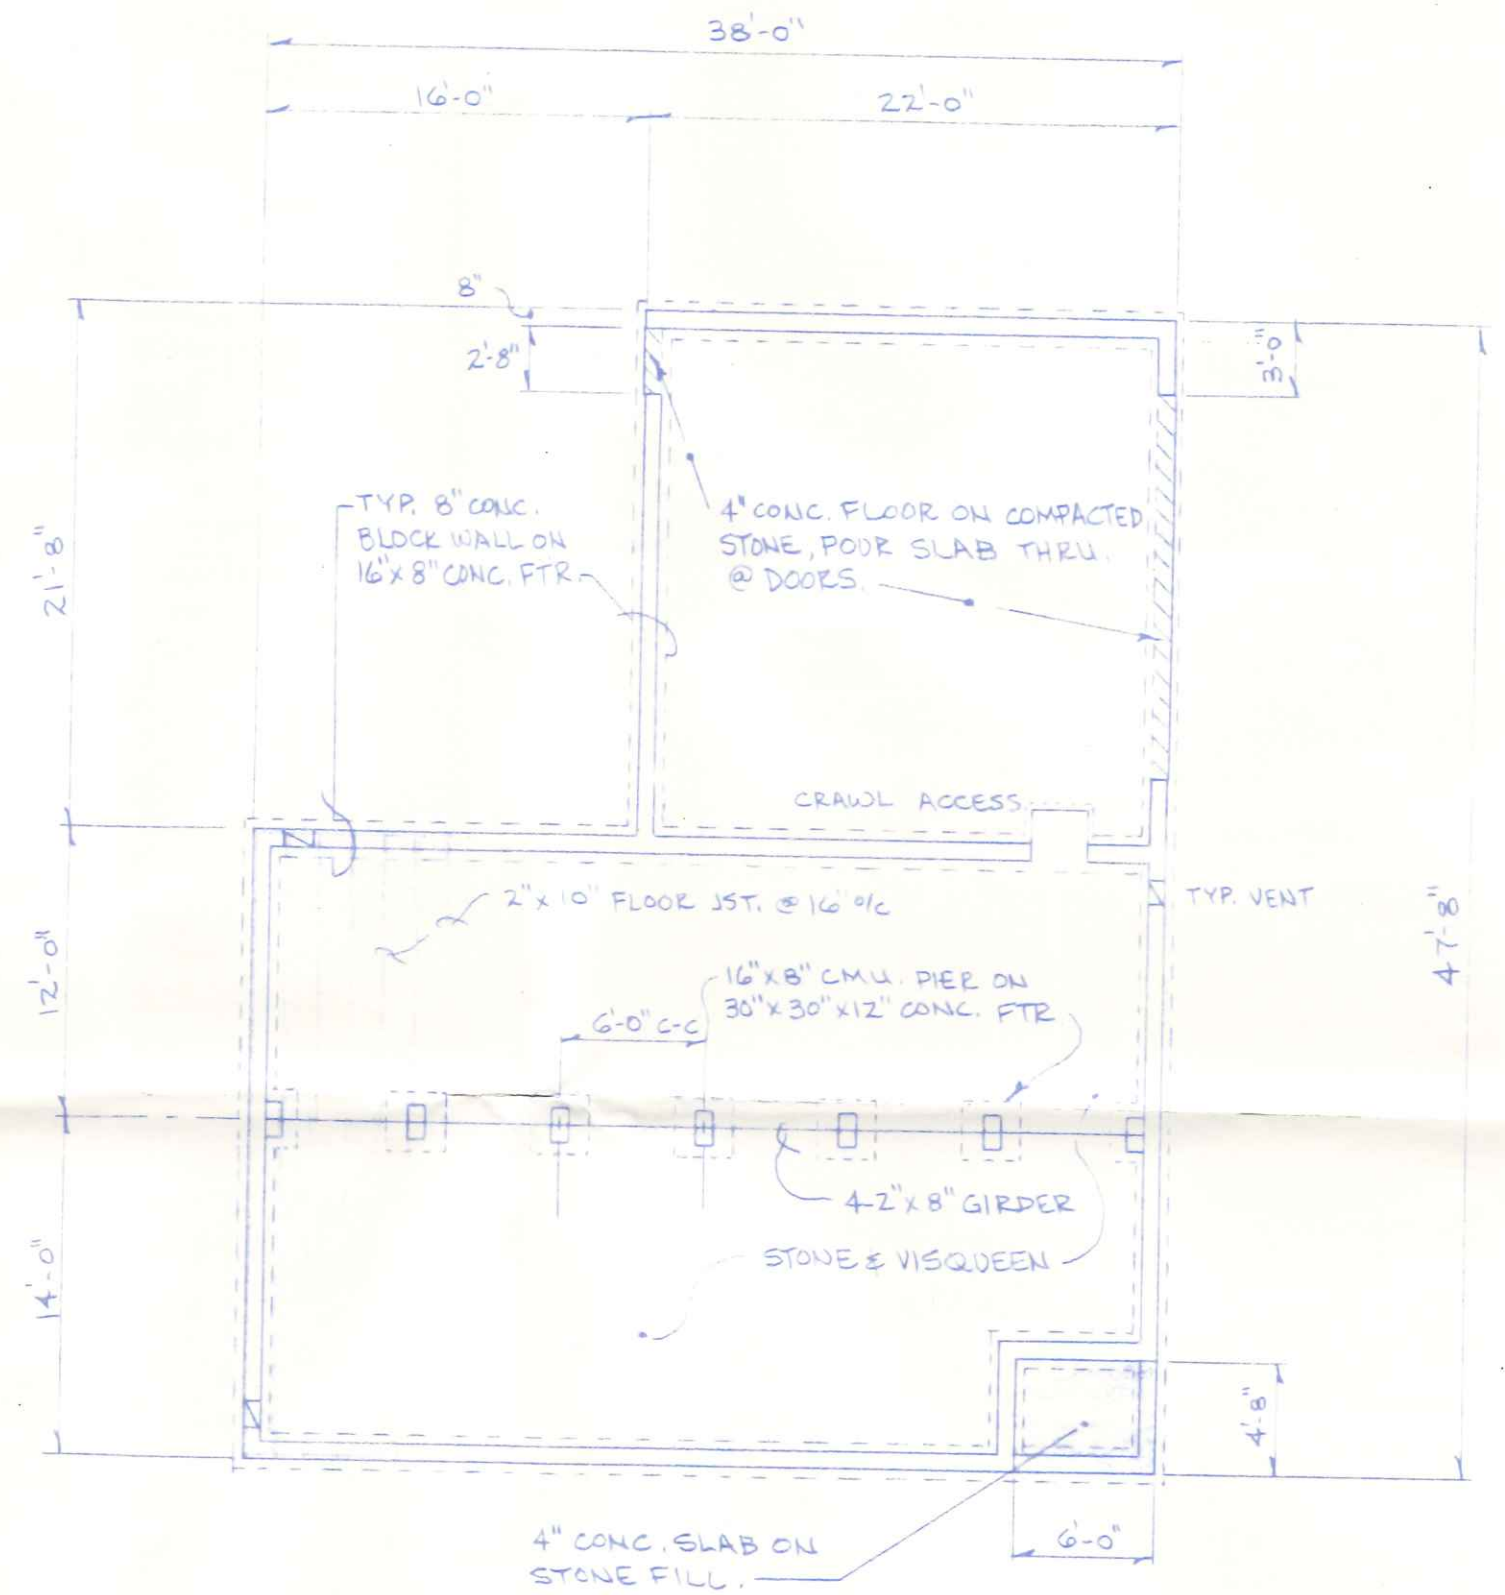 38'-0"
16'-0"
22'-0"
8"
2'-8"
3'-0"
21'-8"
TYP. 8" CONC.
BLOCK WALL ON
16" x 8" CONC. FTR.
4" CONC. FLOOR ON COMPACTED
STONE, POUR SLAB THRU.
@ DOORS.
CRAWL ACCESS
2" x 10" FLOOR JST. @ 16" o/c
TYP. VENT
47'-8"
12'-0"
16" x 8" CMU. PIER ON
30" x 30" x 12" CONC. FTR
6'-0" C-C
4-2" x 8" GIRDER
STONE & VISQUEEN
14'-0"
4'-8"
6'-0"
4" CONC. SLAB ON
STONE FILL.